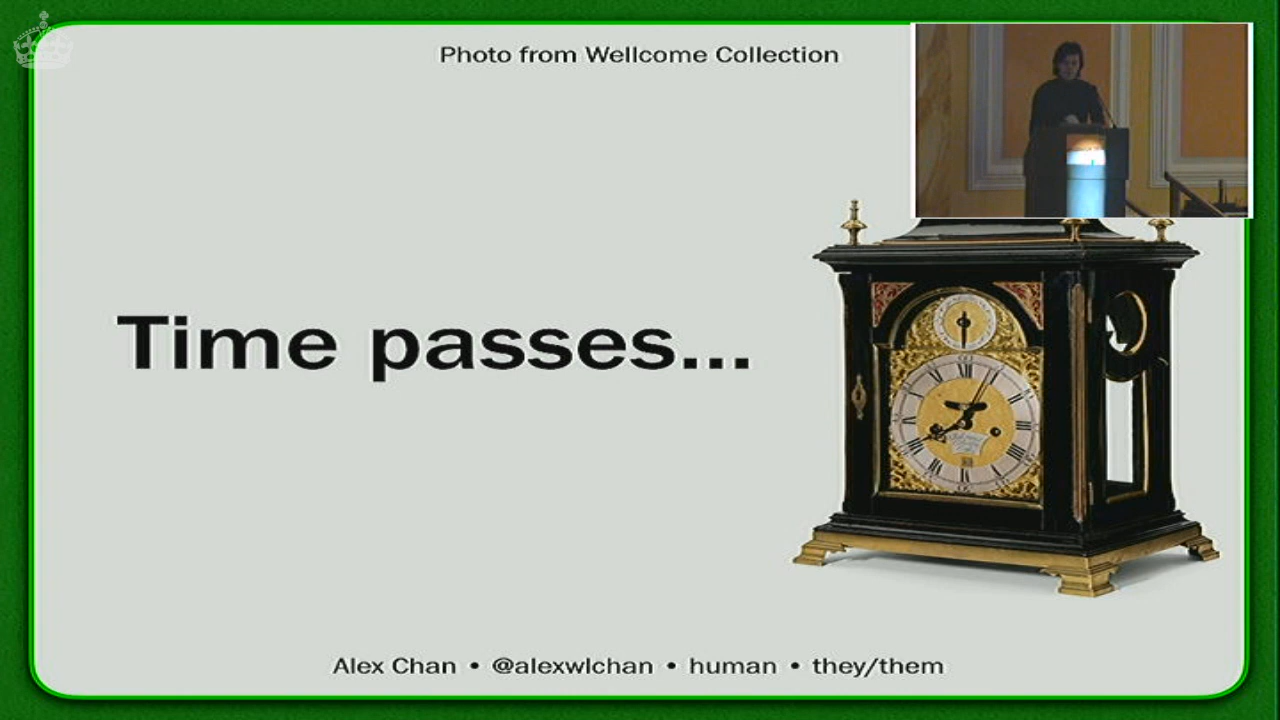 Photo from Wellcome Collection
Time passes...
Alex Chan • @alexwlchan • human • they/them